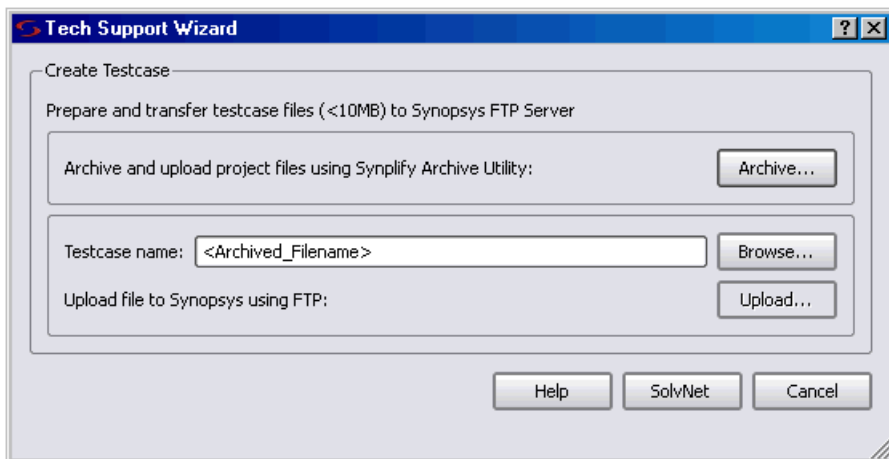 Tech Support Wizard
Create Testcase
Prepare and transfer testcase files (<10MB) to Synopsys FTP Server
Archive and upload project files using Synplify Archive Utility: Archive...
Testcase name: <Archived_Filename> Browse...
Upload file to Synopsys using FTP: Upload...
Help SolvNet Cancel